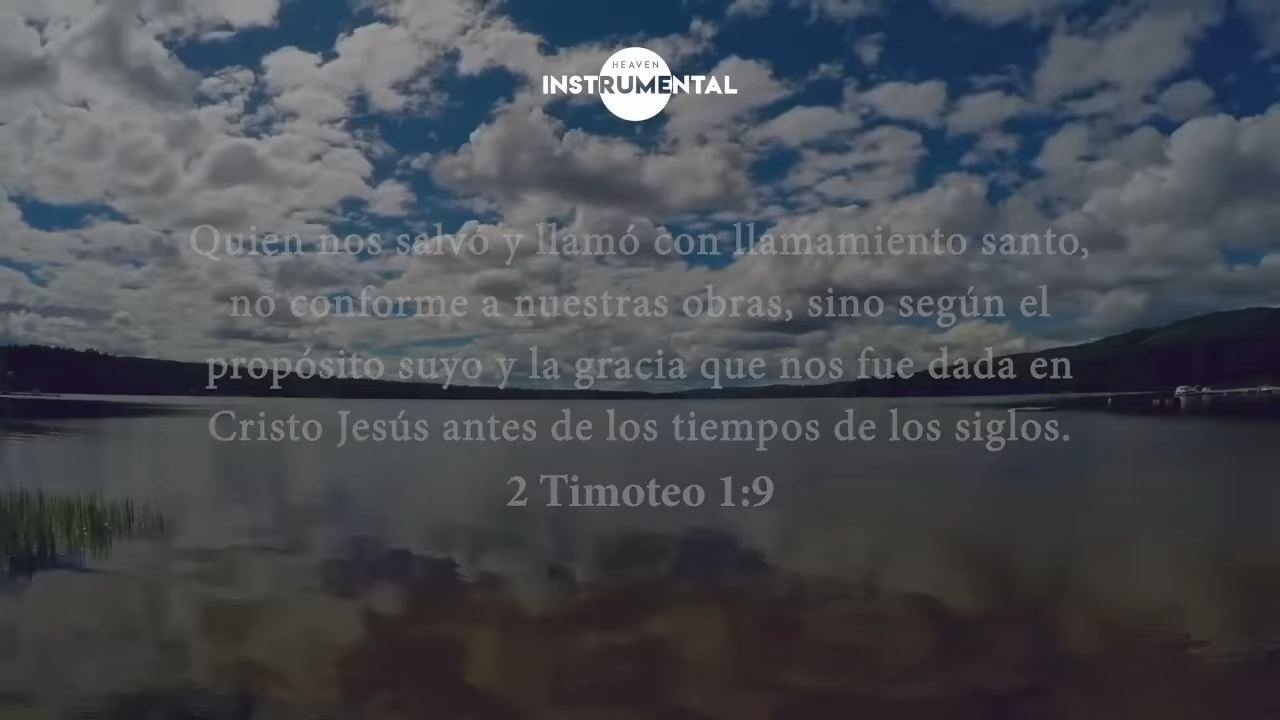 HEAVEN
INSTRUMENTAL
Quien nos salvó y llamó con llamamiento santo,
no conforme a nuestras obras, sino según el
propósito suyo y la gracia que nos fue dada en
Cristo Jesús antes de los tiempos de los siglos.
2 Timoteo 1:9